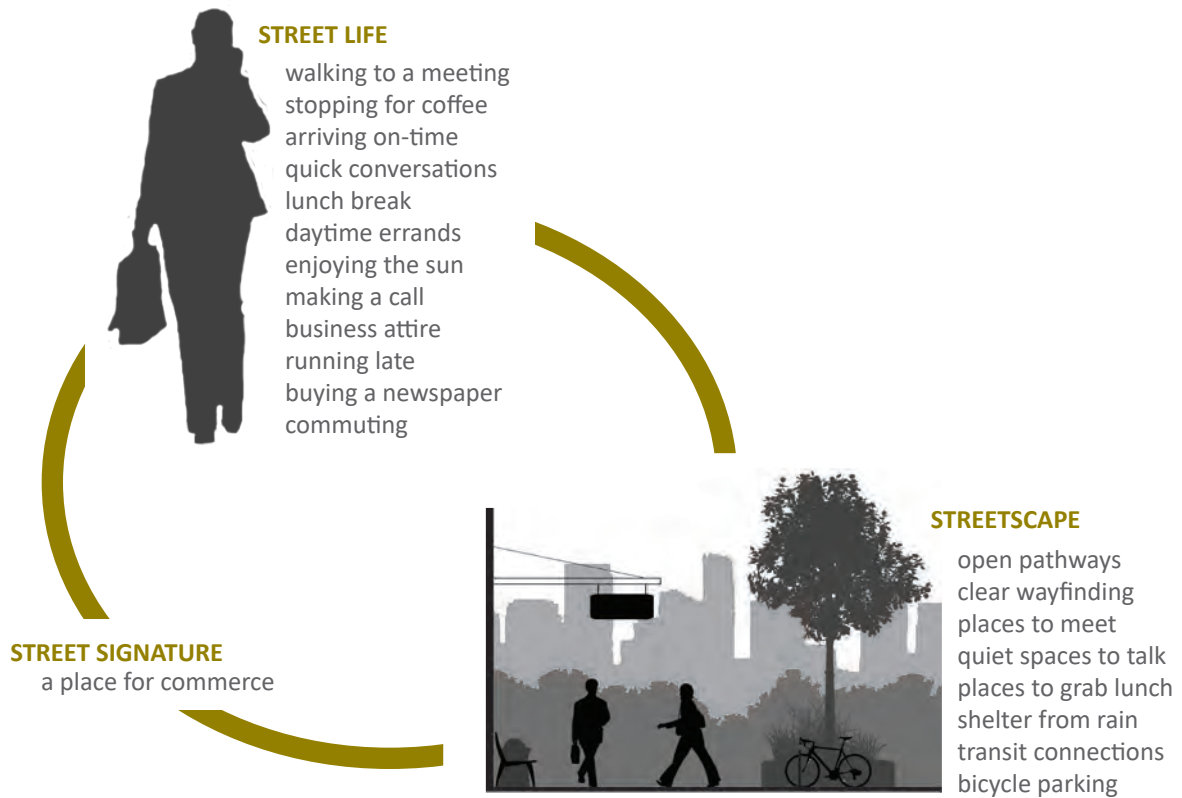 STREET LIFE
walking to a meeting
stopping for coffee
arriving on-time
quick conversations
lunch break
daytime errands
enjoying the sun
making a call
business attire
running late
buying a newspaper
commuting
STREETSCAPE
open pathways
clear wayfinding
places to meet
quiet spaces to talk
places to grab lunch
shelter from rain
transit connections
bicycle parking
STREET SIGNATURE
a place for commerce